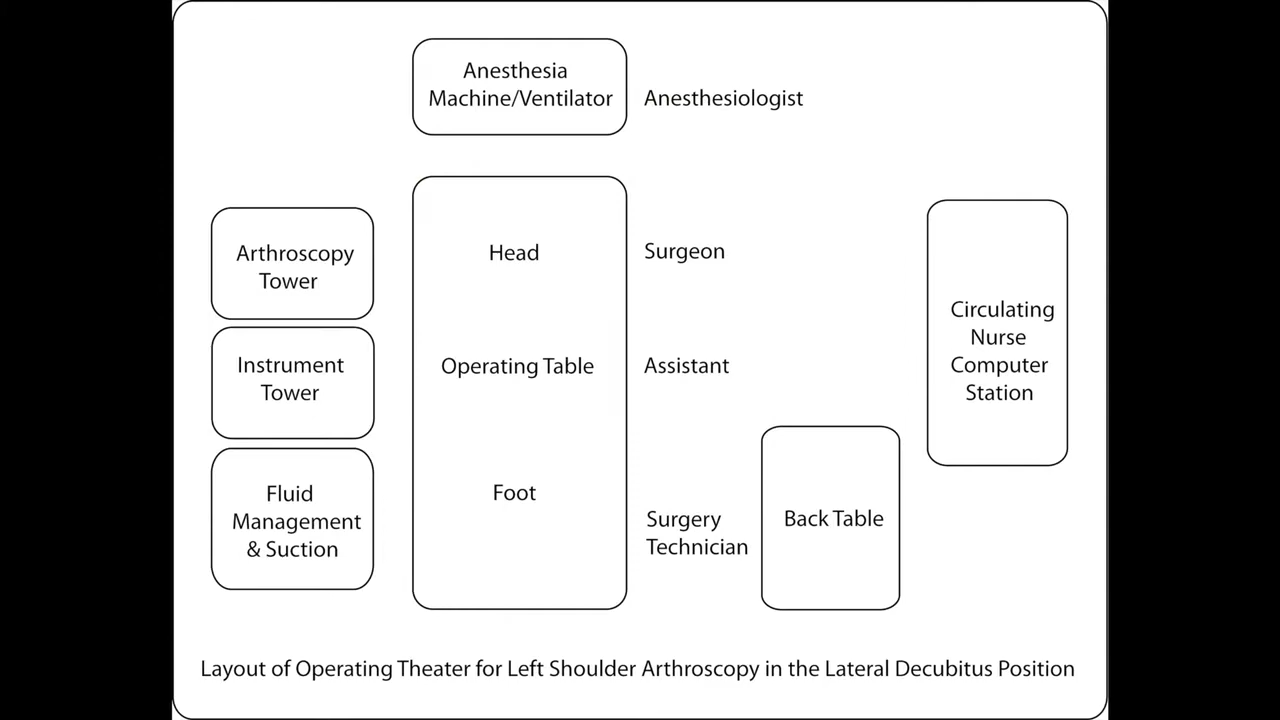 Anesthesia
Machine/Ventilator
Anesthesiologist
Arthroscopy
Tower
Head
Surgeon
Instrument
Tower
Operating Table
Assistant
Circulating
Nurse
Computer
Station
Fluid
Management
& Suction
Foot
Surgery
Technician
Back Table
Layout of Operating Theater for Left Shoulder Arthroscopy in the Lateral Decubitus Position